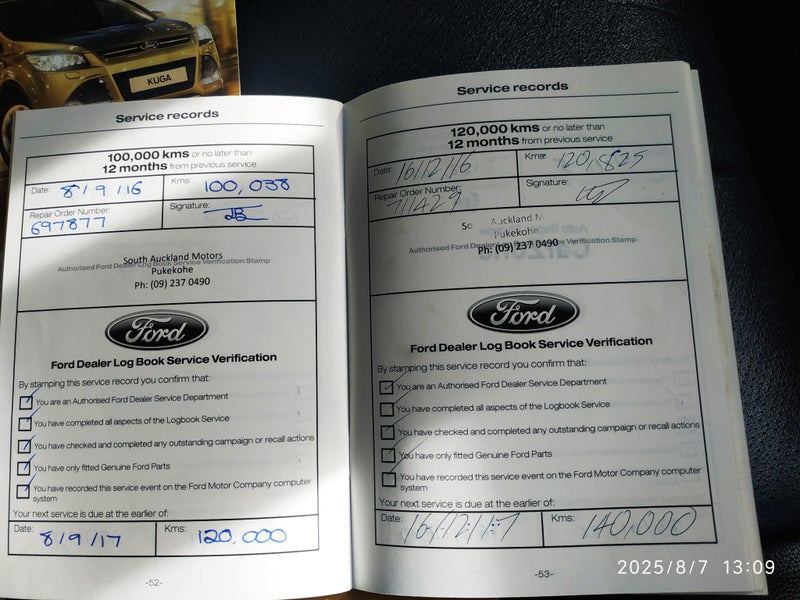 KUGA
Service records
100,000 kms or no later than
12 months from previous service
Date: 8/9/16 Kms: 100,038
Repair Order Number: 697877 Signature:
South Auckland Motors
Authorised Ford Dealer Log Book Service Verification Stamp
Pukekohe
Ph: (09) 237 0490
Ford
Ford Dealer Log Book Service Verification
By stamping this service record you confirm that:
You are an Authorised Ford Dealer Service Department
You have completed all aspects of the Logbook Service
You have checked and completed any outstanding campaign or recall actions
You have only fitted Genuine Ford Parts
You have recorded this service event on the Ford Motor Company computer
system
Your next service is due at the earlier of:
Date: 8/9/17 Kms: 120,000
-52-
Service records
120,000 kms or no later than
12 months from previous service
Date: 16/12/16 Kms: 120,825
Repair Order Number: 711429 Signature:
So Auckland M
Pukekohe
Authorised Ford Dealer Log Book Service Verification Stamp
Ph: (09) 237 0490
Ford
Ford Dealer Log Book Service Verification
By stamping this service record you confirm that:
You are an Authorised Ford Dealer Service Department
You have completed all aspects of the Logbook Service
You have checked and completed any outstanding campaign or recall actions
You have only fitted Genuine Ford Parts
You have recorded this service event on the Ford Motor Company computer
system
Your next service is due at the earlier of:
Date: 16/12/17 Kms: 140,000
-53-
2025/8/7 13:09